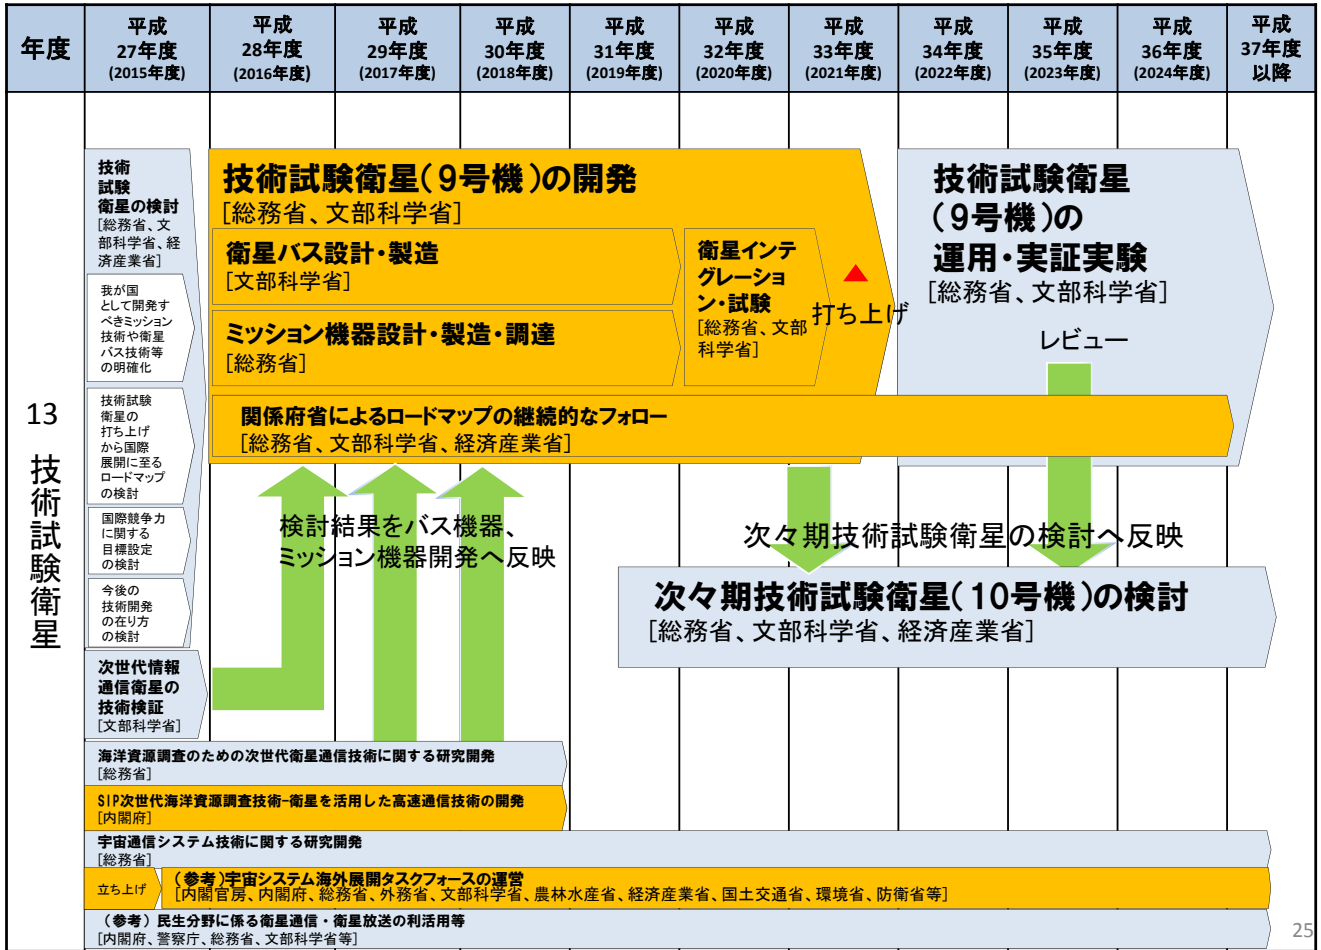 年度
平成
27年度
(2015年度)
平成
28年度
(2016年度)
平成
29年度
(2017年度)
平成
30年度
(2018年度)
平成
31年度
(2019年度)
平成
32年度
(2020年度)
平成
33年度
(2021年度)
平成
34年度
(2022年度)
平成
35年度
(2023年度)
平成
36年度
(2024年度)
平成
37年度
以降
13
技術試験衛星
技術
試験
衛星の検討
[総務省、文
部科学省、経
済産業省]
我が国
として開発す
べきミッション
技術や衛星
バス技術等
の明確化
技術試験
衛星の
打ち上げ
から国際
展開に至る
ロードマップ
の検討
国際競争力
に関する
目標設定
の検討
今後の
技術開発
の在り方
の検討
次世代情報
通信衛星の
技術検証
[文部科学省]
技術試験衛星(9号機)の開発
[総務省、文部科学省]
衛星バス設計・製造
[文部科学省]
ミッション機器設計・製造・調達
[総務省]
衛星インテ
グレーショ
ン・試験
[総務省、文部
科学省]
打ち上げ
技術試験衛星
(9号機)の
運用・実証実験
[総務省、文部科学省]
レビュー
関係府省によるロードマップの継続的なフォロー
[総務省、文部科学省、経済産業省]
検討結果をバス機器、
ミッション機器開発へ反映
次々期技術試験衛星の検討へ反映
次々期技術試験衛星(10号機)の検討
[総務省、文部科学省、経済産業省]
海洋資源調査のための次世代衛星通信技術に関する研究開発
[総務省]
SIP次世代海洋資源調査技術-衛星を活用した高速通信技術の開発
[内閣府]
宇宙通信システム技術に関する研究開発
[総務省]
立ち上げ
(参考)宇宙システム海外展開タスクフォースの運営
[内閣官房、内閣府、総務省、外務省、文部科学省、農林水産省、経済産業省、国土交通省、環境省、防衛省等]
(参考)民生分野に係る衛星通信・衛星放送の利活用等
[内閣府、警察庁、総務省、文部科学省等]
25